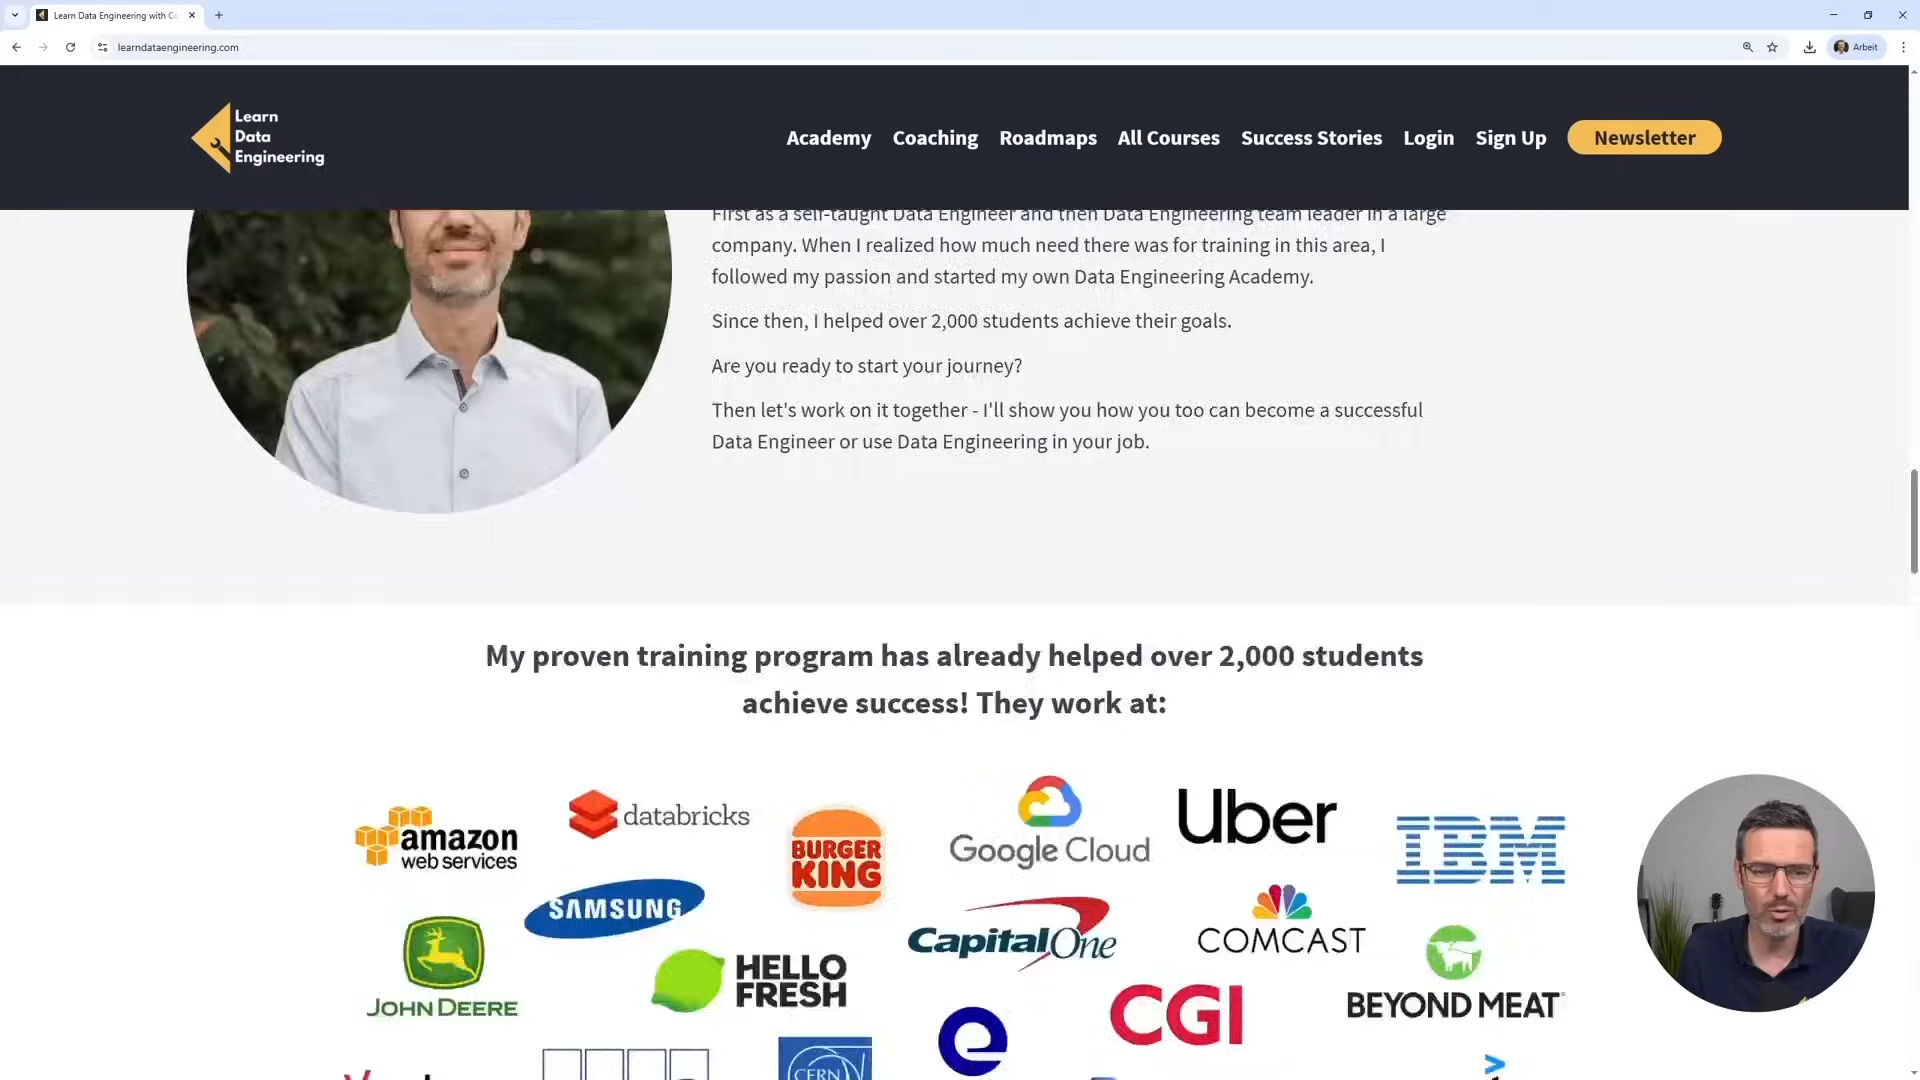 Learn Data Engineering with Co
learndataengineering.com
Arbeit
Learn
Data
Engineering
Academy
Coaching
Roadmaps
All Courses
Success Stories
Login
Sign Up
Newsletter
First as a self-taught Data Engineer and then Data Engineering team leader in a large
company. When I realized how much need there was for training in this area, I
followed my passion and started my own Data Engineering Academy.
Since then, I helped over 2,000 students achieve their goals.
Are you ready to start your journey?
Then let's work on it together - I'll show you how you too can become a successful
Data Engineer or use Data Engineering in your job.
My proven training program has already helped over 2,000 students
achieve success! They work at:
amazon
web services
databricks
BURGER
KING
Google Cloud
Uber
IBM
SAMSUNG
JOHN DEERE
HELLO
FRESH
Capital One
COMCAST
BEYOND MEAT
CGI
e
CERN